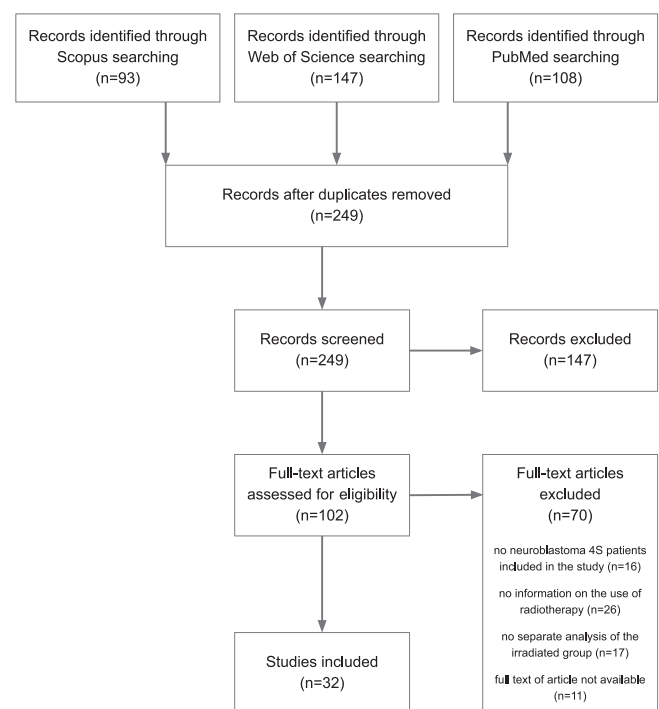 Records identified through
Scopus searching
(n=93)
Records identified through
Web of Science searching
(n=147)
Records identified through
PubMed searching
(n=108)
Records after duplicates removed
(n=249)
Records screened
(n=249)
Records excluded
(n=147)
Full-text articles
assessed for eligibility
(n=102)
Full-text articles
excluded
(n=70)
no neuroblastoma 4S patients
included in the study (n=16)
no information on the use of
radiotherapy (n=26)
no separate analysis of the
irradiated group (n=17)
full text of article not available
(n=11)
Studies included
(n=32)